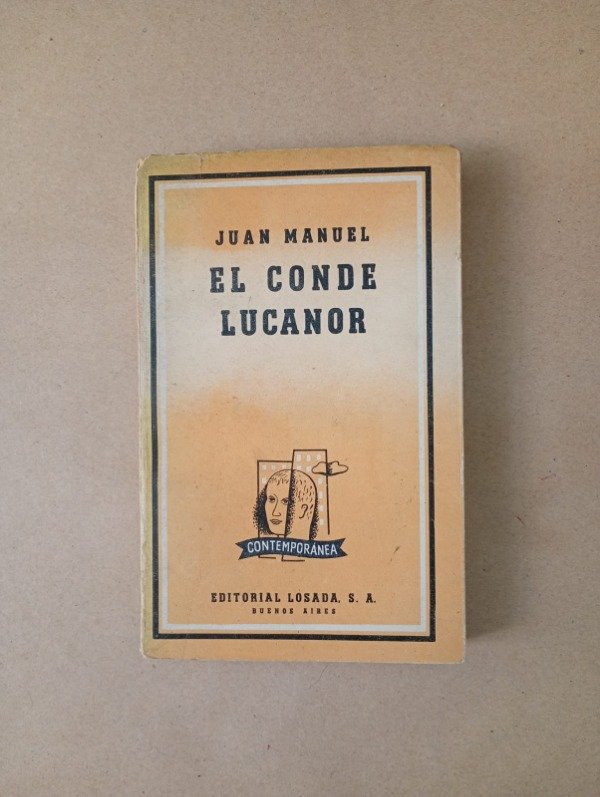 JUAN MANUEL
EL CONDE
LUCANOR
CONTEMPORÁNEA
EDITORIAL LOSADA, S. A.
BUENOS AIRES